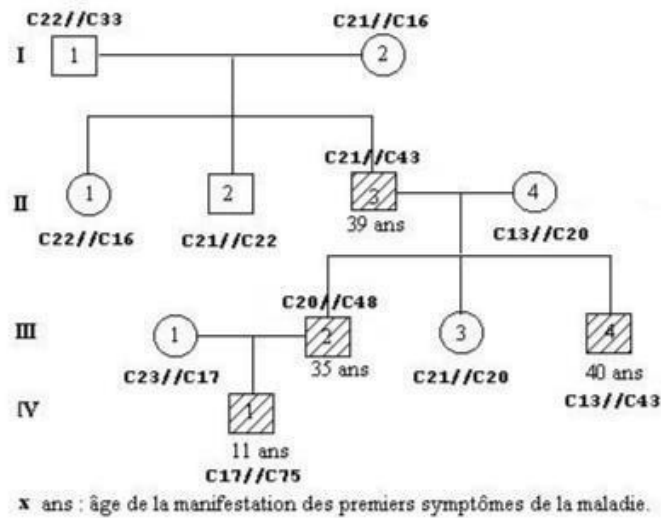 C22//C33 C21//C16
I 1 2
C21//C43
II 1 2 3 4
39 ans
C22//C16 C21//C22 C13//C20
C20//C48
III 1 2 3 4
35 ans 40 ans
C23//C17 C21//C20 C13//C43
IV 1
11 ans
C17//C75
x ans : âge de la manifestation des premiers symptômes de la maladie.